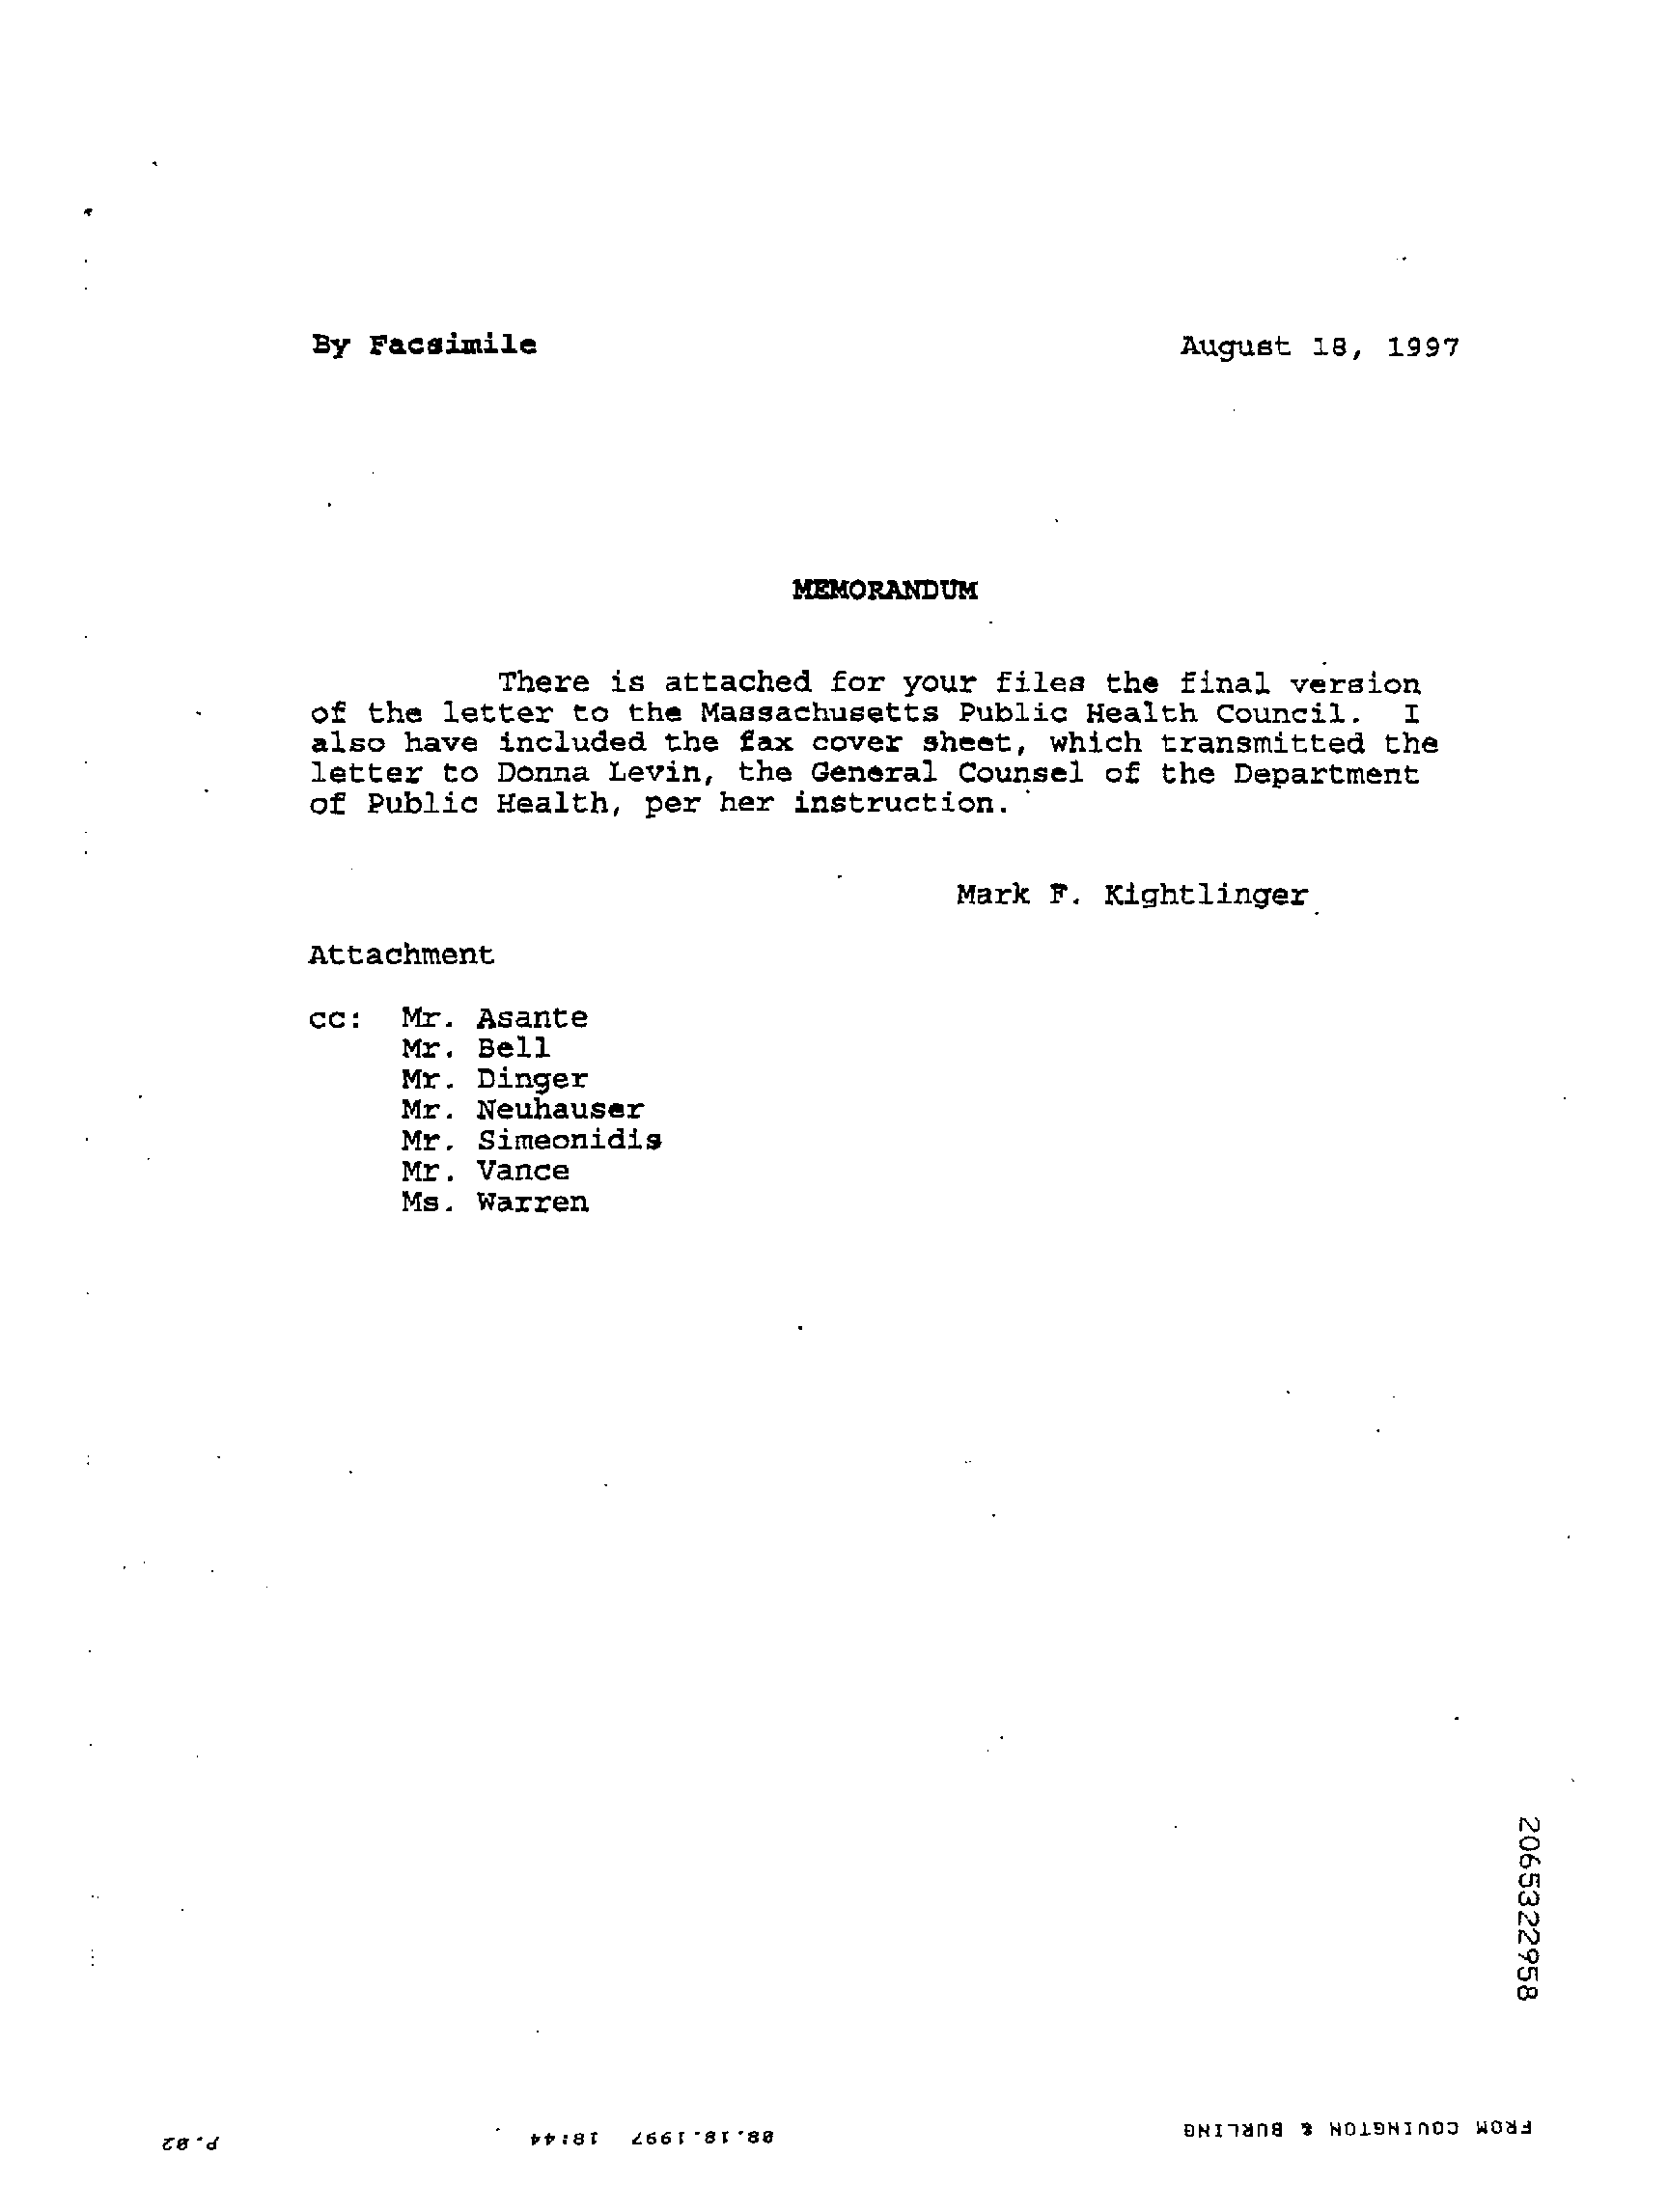 By Facsimile August 18, 1997
MEMORANDUM
There is attached for your files the final version
of the letter to the Massachusetts Public Health Council. I
also have included the fax cover sheet, which transmitted the
letter to Donna Levin, the General Counsel of the Department
of Public Health, per her instruction.
Mark F. Kightlinger
Attachment
cc: Mr. Asante
Mr. Bell
Mr. Dinger
Mr. Neuhauser
Mr. Simeonidis
Mr. Vance
Ms. Warren
2065322958
FROM COVINGTON & BURLING 08.18.1997 18:44 P.02